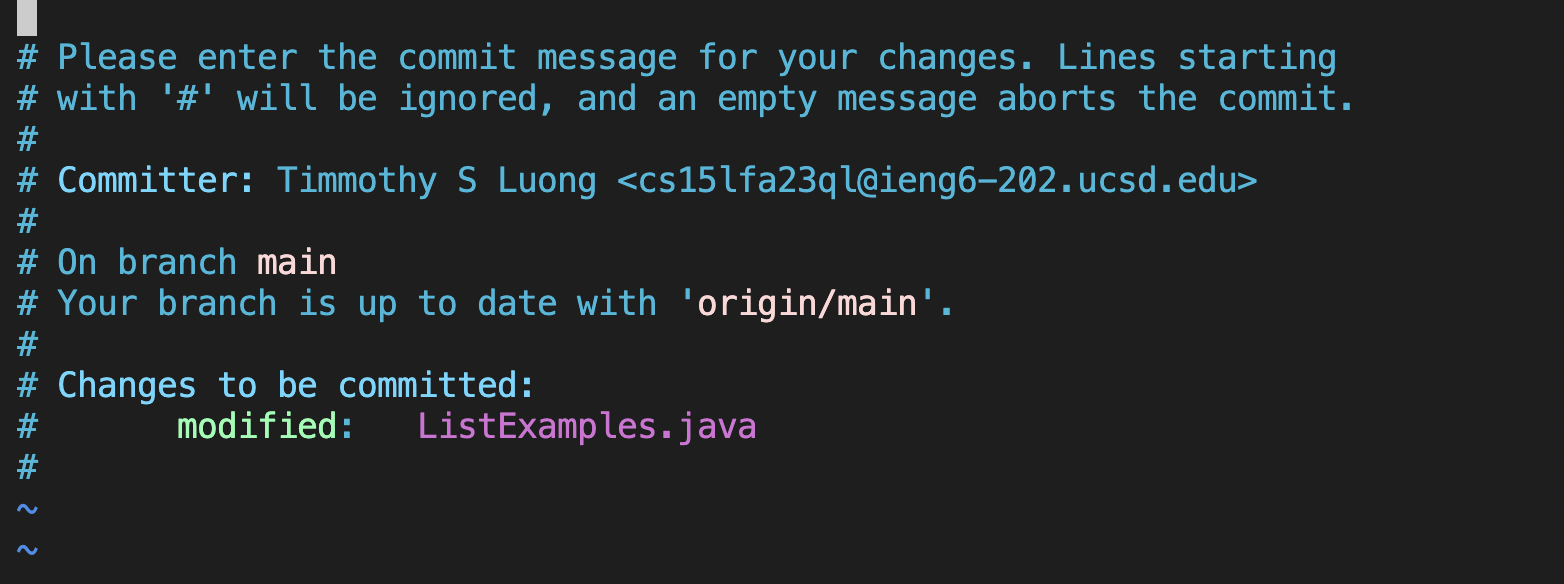 # Please enter the commit message for your changes. Lines starting
# with '#' will be ignored, and an empty message aborts the commit.
#
# Committer: Timmothy S Luong <cs15lfa23ql@ieng6-202.ucsd.edu>
#
# On branch main
# Your branch is up to date with 'origin/main'.
#
# Changes to be committed:
#       modified:   ListExamples.java
#
~
~